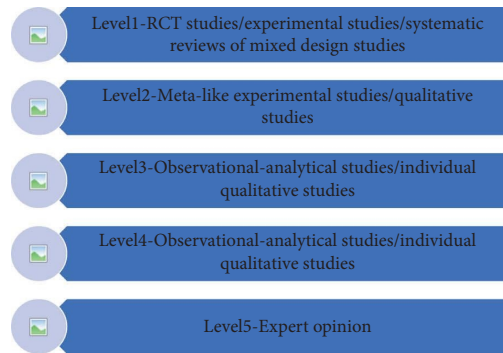 Level1-RCT studies/experimental studies/systematic
reviews of mixed design studies
Level2-Meta-like experimental studies/qualitative
studies
Level3-Observational-analytical studies/individual
qualitative studies
Level4-Observational-analytical studies/individual
qualitative studies
Level5-Expert opinion